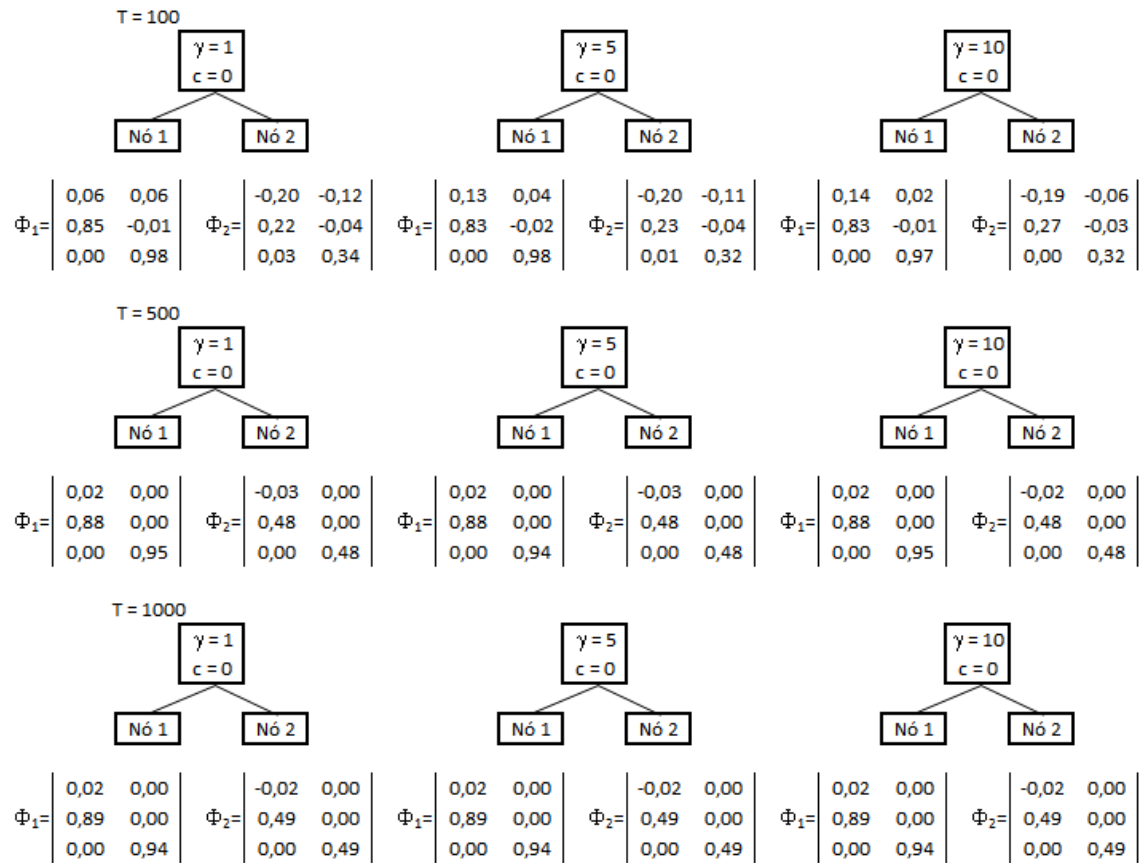 T = 100
γ = 1 γ = 5 γ = 10
c = 0 c = 0 c = 0
Nó 1 Nó 2 Nó 1 Nó 2 Nó 1 Nó 2
0,06 0,06 -0,20 -0,12 0,13 0,04 -0,20 -0,11 0,14 0,02 -0,19 -0,06
Φ₁= 0,85 -0,01 Φ₂= 0,22 -0,04 Φ₁= 0,83 -0,02 Φ₂= 0,23 -0,04 Φ₁= 0,83 -0,01 Φ₂= 0,27 -0,03
0,00 0,98 0,03 0,34 0,00 0,98 0,01 0,32 0,00 0,97 0,00 0,32
T = 500
γ = 1 γ = 5 γ = 10
c = 0 c = 0 c = 0
Nó 1 Nó 2 Nó 1 Nó 2 Nó 1 Nó 2
0,02 0,00 -0,03 0,00 0,02 0,00 -0,03 0,00 0,02 0,00 -0,02 0,00
Φ₁= 0,88 0,00 Φ₂= 0,48 0,00 Φ₁= 0,88 0,00 Φ₂= 0,48 0,00 Φ₁= 0,88 0,00 Φ₂= 0,48 0,00
0,00 0,95 0,00 0,48 0,00 0,94 0,00 0,48 0,00 0,95 0,00 0,48
T = 1000
γ = 1 γ = 5 γ = 10
c = 0 c = 0 c = 0
Nó 1 Nó 2 Nó 1 Nó 2 Nó 1 Nó 2
0,02 0,00 -0,02 0,00 0,02 0,00 -0,02 0,00 0,02 0,00 -0,02 0,00
Φ₁= 0,89 0,00 Φ₂= 0,49 0,00 Φ₁= 0,89 0,00 Φ₂= 0,49 0,00 Φ₁= 0,89 0,00 Φ₂= 0,49 0,00
0,00 0,94 0,00 0,49 0,00 0,94 0,00 0,49 0,00 0,94 0,00 0,49